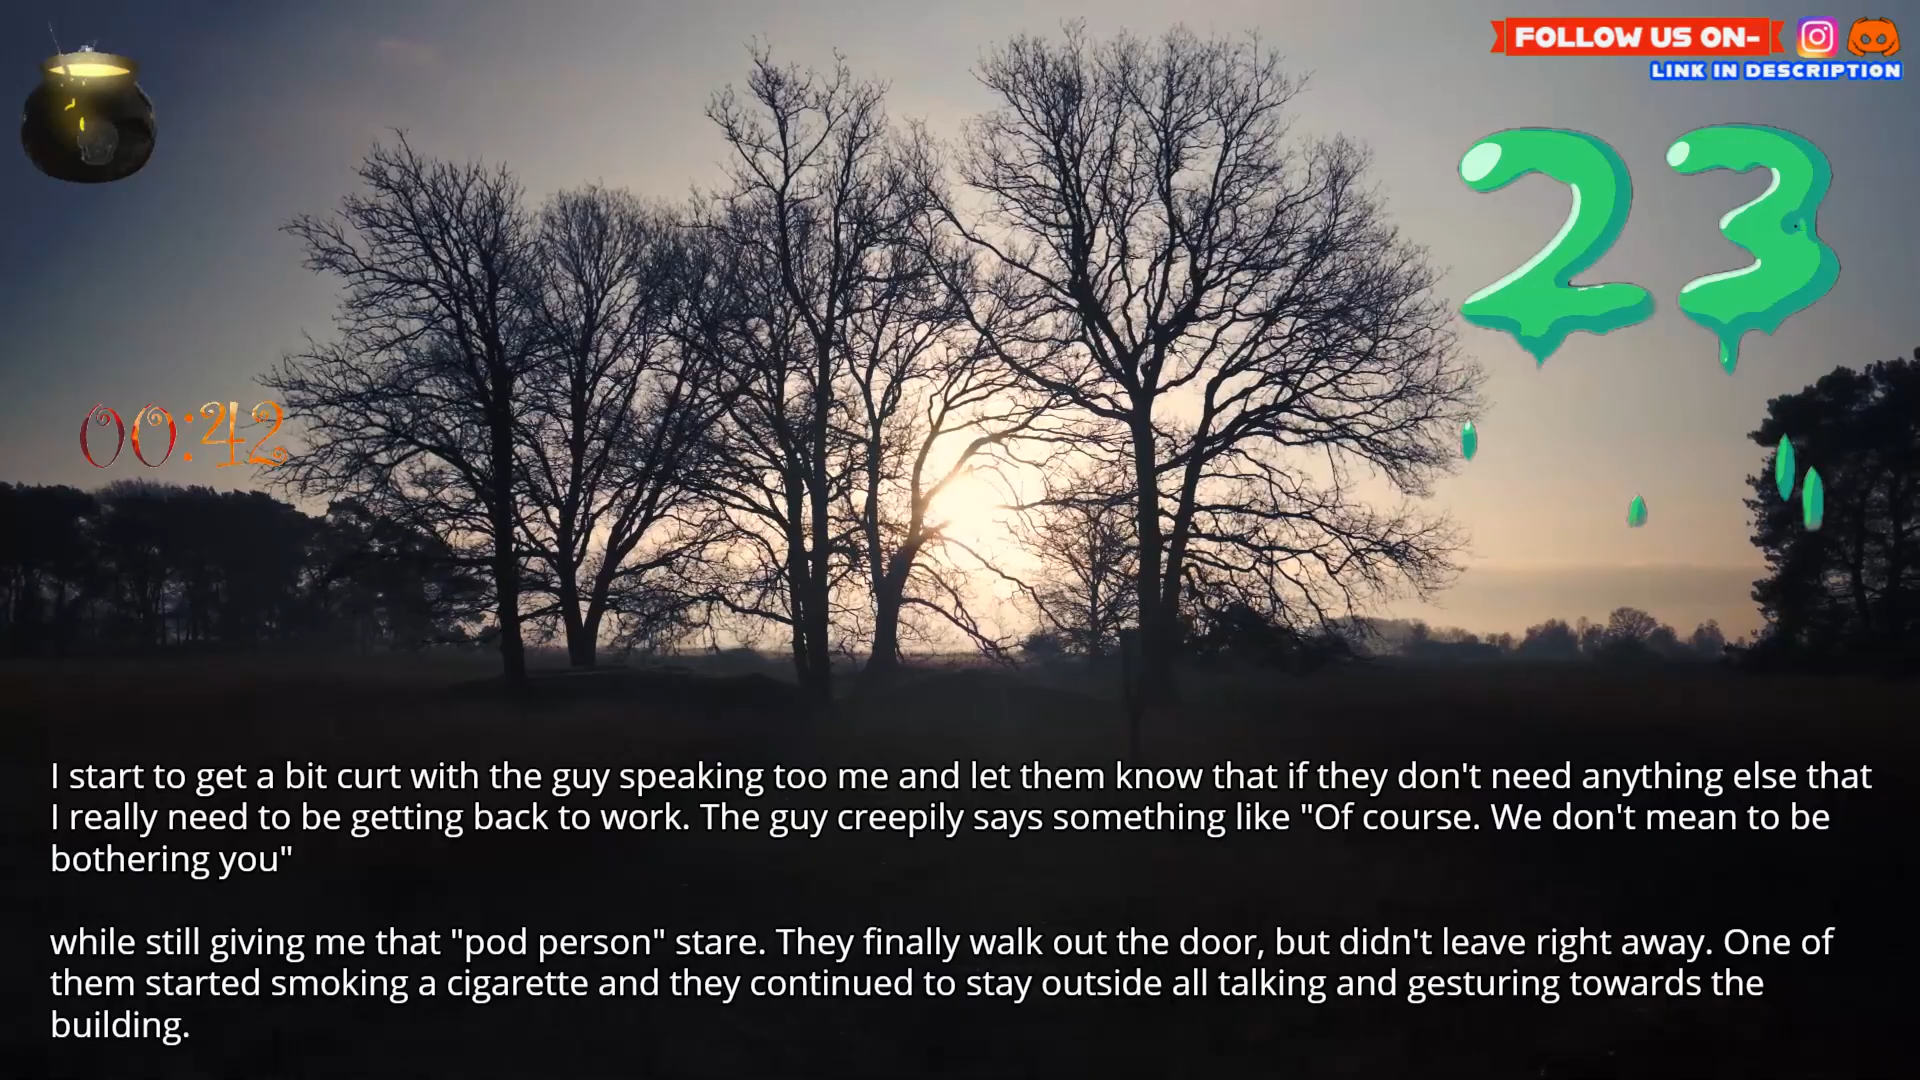 FOLLOW US ON-
LINK IN DESCRIPTION
23
00:42
I start to get a bit curt with the guy speaking too me and let them know that if they don't need anything else that
I really need to be getting back to work. The guy creepily says something like "Of course. We don't mean to be
bothering you"
while still giving me that "pod person" stare. They finally walk out the door, but didn't leave right away. One of
them started smoking a cigarette and they continued to stay outside all talking and gesturing towards the
building.